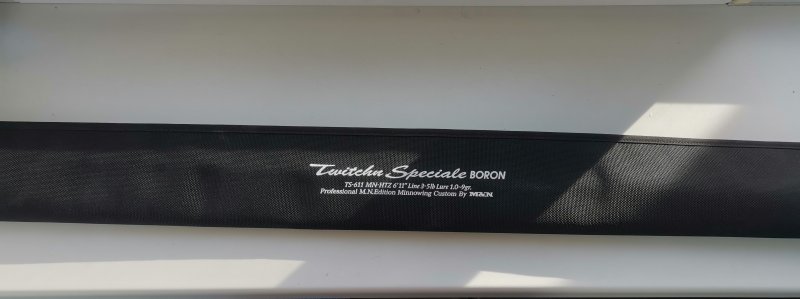 Twitchn Speciale BORON
TS-611 MN-HTZ 6'11" Line 3-5lb Lure 1.0-9gr.
Professional M.N.Edition Minnowing Custom By